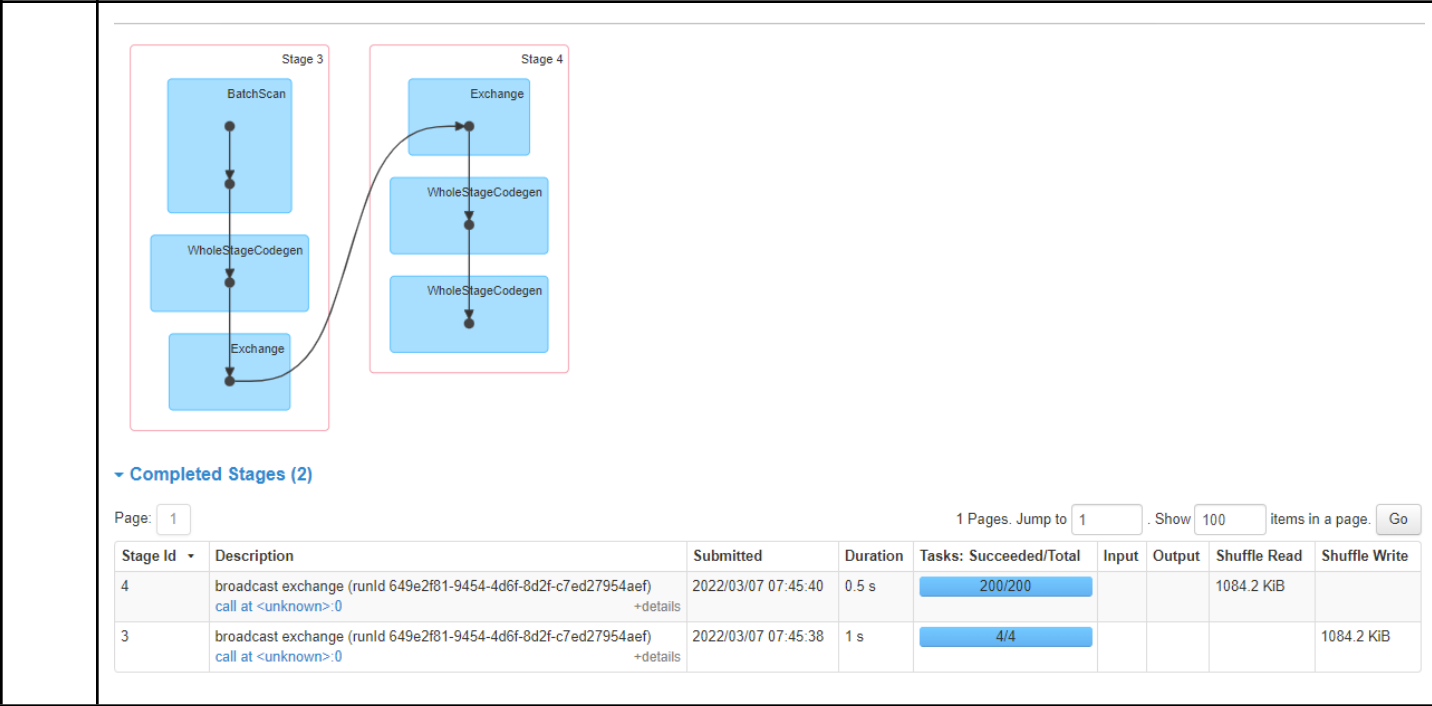 Stage 3
BatchScan
WholeStageCodegen
Exchange
Stage 4
Exchange
WholeStageCodegen
WholeStageCodegen
Completed Stages (2)
Page: 1
1 Pages. Jump to 1 . Show 100 items in a page. Go
Stage Id Description Submitted Duration Tasks: Succeeded/Total Input Output Shuffle Read Shuffle Write
4 broadcast exchange (runId 649e2f81-9454-4d6f-8d2f-c7ed27954aef) 2022/03/07 07:45:40 0.5 s 200/200 1084.2 KiB
call at <unknown>:0 +details
3 broadcast exchange (runId 649e2f81-9454-4d6f-8d2f-c7ed27954aef) 2022/03/07 07:45:38 1 s 4/4 1084.2 KiB
call at <unknown>:0 +details